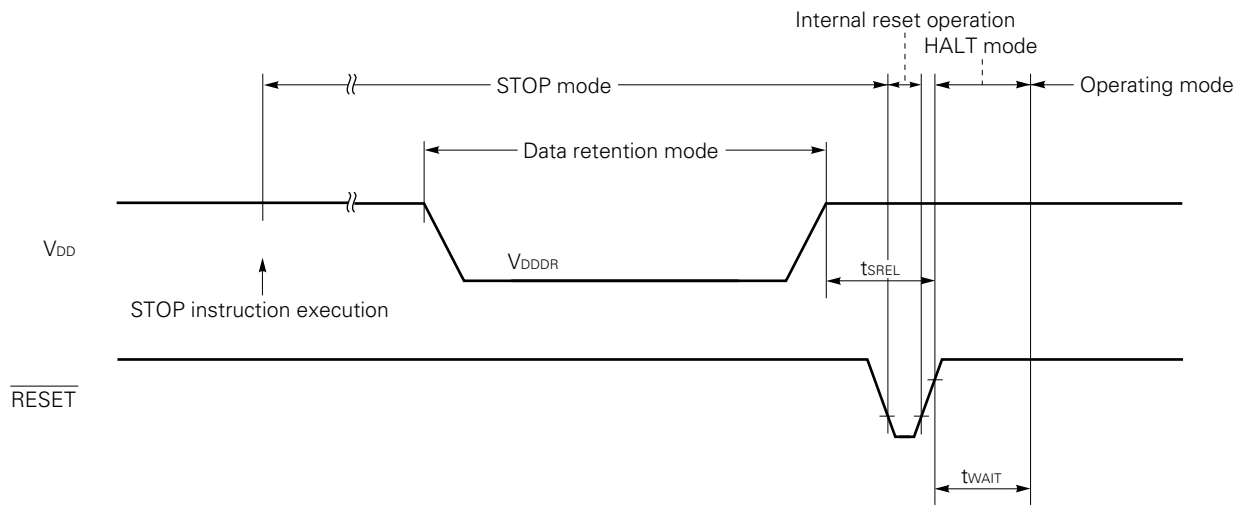 Internal reset operation
HALT mode
STOP mode
Operating mode
Data retention mode
VDD
VDDDR
tSREL
STOP instruction execution
RESET
tWAIT